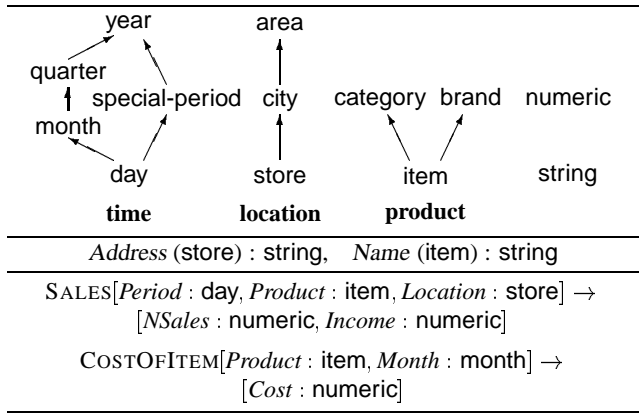 year area
quarter
special-period city category brand numeric
month
day store item string
time location product
Address (store) : string, Name (item) : string
SALES[Period : day, Product : item, Location : store] →
[NSales : numeric, Income : numeric]
COSTOFITEM[Product : item, Month : month] →
[Cost : numeric]